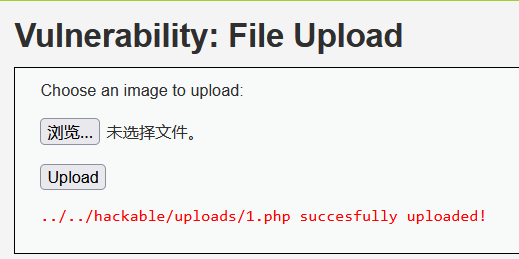 Vulnerability: File Upload
Choose an image to upload:
浏览... 未选择文件。
Upload
../../hackable/uploads/1.php succesfully uploaded!